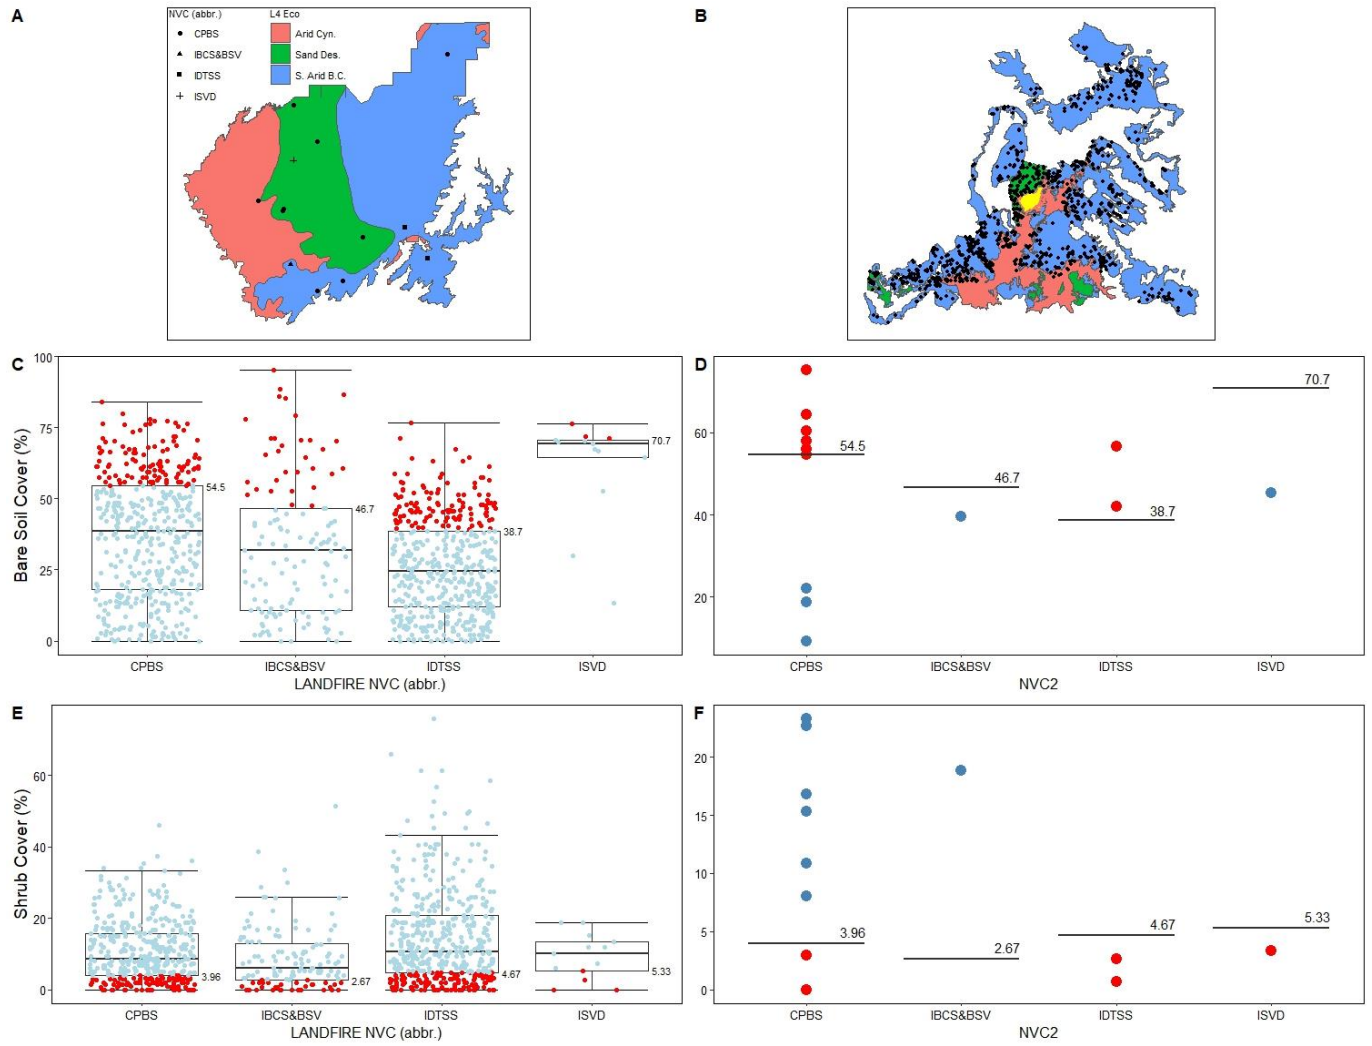 A
NVC (abbr.)
CPBS
IBCS&BSV
IDTSS
ISVD
L4 Eco
Arid Cyn.
Sand Des.
S. Arid B.C.
B
C
Bare Soil Cover (%)
100
75
50
25
0
54.5
46.7
38.7
70.7
CPBS IBCS&BSV IDTSS ISVD
LANDFIRE NVC (abbr.)
D
60
40
20
54.5
46.7
38.7
70.7
CPBS IBCS&BSV IDTSS ISVD
NVC2
E
Shrub Cover (%)
60
40
20
0
3.96
2.67
4.67
5.33
CPBS IBCS&BSV IDTSS ISVD
LANDFIRE NVC (abbr.)
F
20
15
10
5
0
3.96
2.67
4.67
5.33
CPBS IBCS&BSV IDTSS ISVD
NVC2